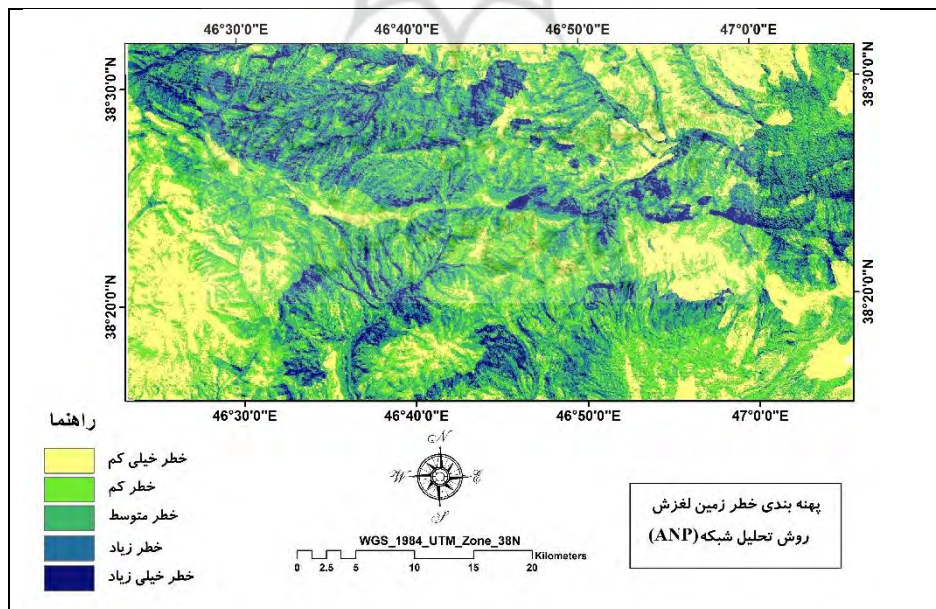 46°30'0"E 46°40'0"E 46°50'0"E 47°0'0"E
38°30'0"N
38°30'0"N
38°20'0"N
38°20'0"N
46°30'0"E 46°40'0"E 46°50'0"E 47°0'0"E
راهنما
خطر خیلی کم
خطر کم
خطر متوسط
خطر زیاد
خطر خیلی زیاد
N
W E
S
WGS_1984_UTM_Zone_38N
Kilometers
0 2.5 5 10 15 20
پهنه بندی خطر زمین لغزش
روش تحلیل شبکه(ANP)